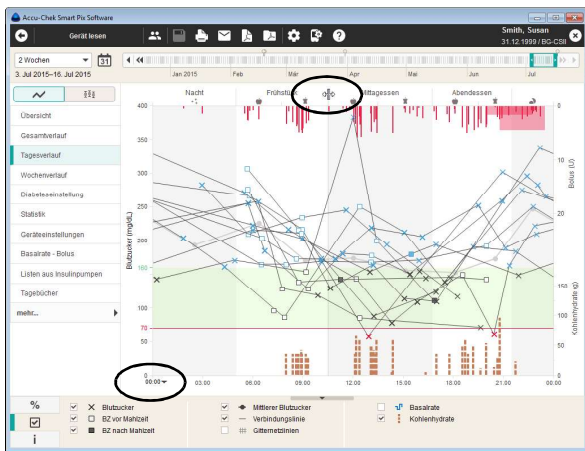 Accu-Chek Smart Pix Software
Gerät lesen
Smith, Susan
31.12.1999 / BG-CSII
2 Wochen
31
3. Jul 2015–16. Jul 2015
Jan 2015 Feb Mär Apr Mai Jun Jul
Nacht Frühstück Mittagessen Abendessen
Übersicht
Gesamtverlauf
Tagesverlauf
Wochenverlauf
Diabeteseinstellung
Statistik
Geräteeinstellungen
Basalrate - Bolus
Listen aus Insulinpumpen
Tagebücher
mehr...
Blutzucker (mg/dL)
400
350
300
250
200
160
100
70
50
0
0
10
20
Bolus (U)
150
100
50
0
Kohlenhydrate (g)
00:00 03:00 06:00 09:00 12:00 15:00 18:00 21:00 00:00
%
i
Blutzucker Mittlerer Blutzucker Basalrate
BZ vor Mahlzeit Verbindungslinie Kohlenhydrate
BZ nach Mahlzeit Gitternetzlinien